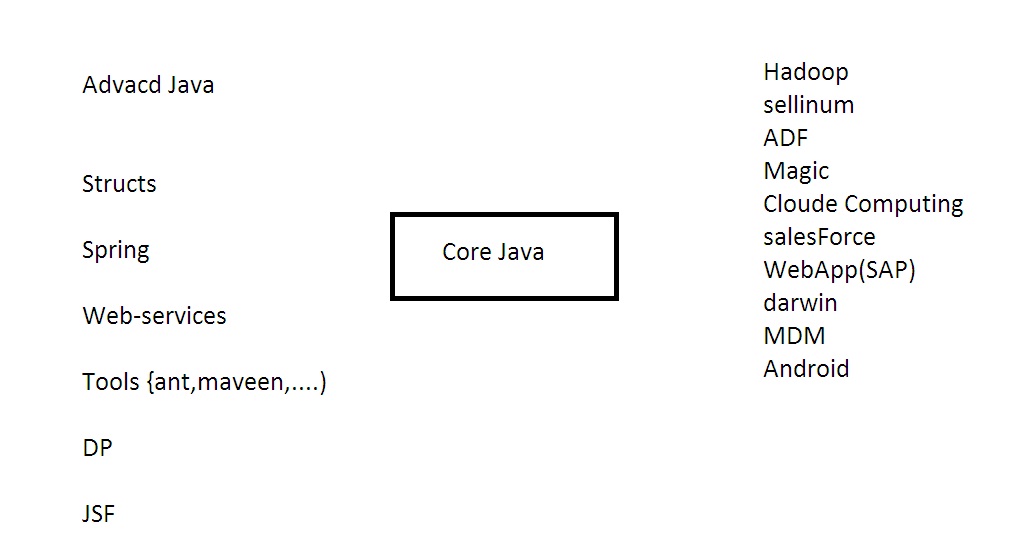 Advacd Java
Structs
Spring
Web-services
Tools {ant,maveen,....)
DP
JSF
Core Java
Hadoop
sellinum
ADF
Magic
Cloude Computing
salesForce
WebApp(SAP)
darwin
MDM
Android